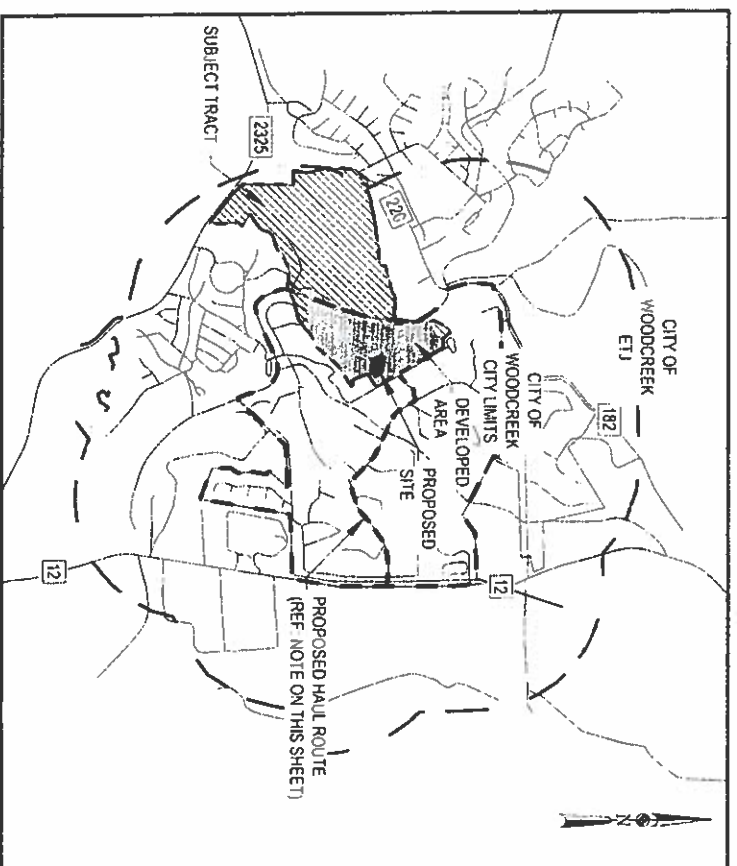 CITY OF
WOODCREEK
ETJ
182
CITY OF
WOODCREEK
CITY LIMITS
DEVELOPED
AREA
PROPOSED
SITE
12
220
2325
SUBJECT TRACT
PROPOSED HAUL ROUTE
(REF: NOTE ON THIS SHEET)
12
N